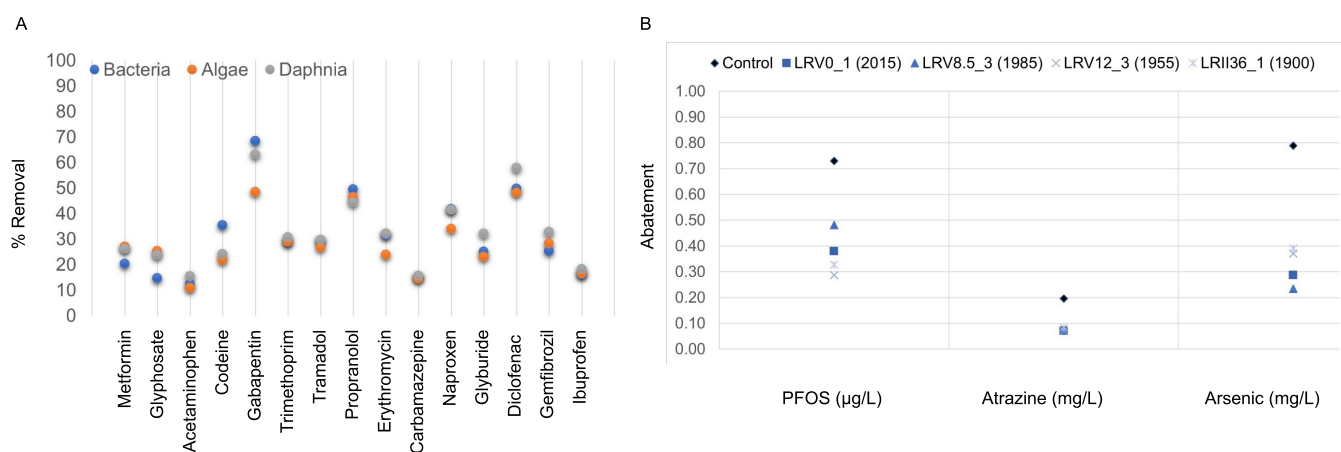 A
B
100
90
80
70
60
50
40
30
20
10
0
% Removal
Bacteria Algae Daphnia
Metformin
Glyphosate
Acetaminophen
Codeine
Gabapentin
Trimethoprim
Tramadol
Propranolol
Erythromycin
Carbamazepine
Naproxen
Glyburide
Diclofenac
Gemfibrozil
Ibuprofen
Control LRV0_1 (2015) LRV8.5_3 (1985) LRV12_3 (1955) LRII36_1 (1900)
1.00
0.90
0.80
0.70
0.60
0.50
0.40
0.30
0.20
0.10
0.00
Abatement
PFOS (µg/L) Atrazine (mg/L) Arsenic (mg/L)